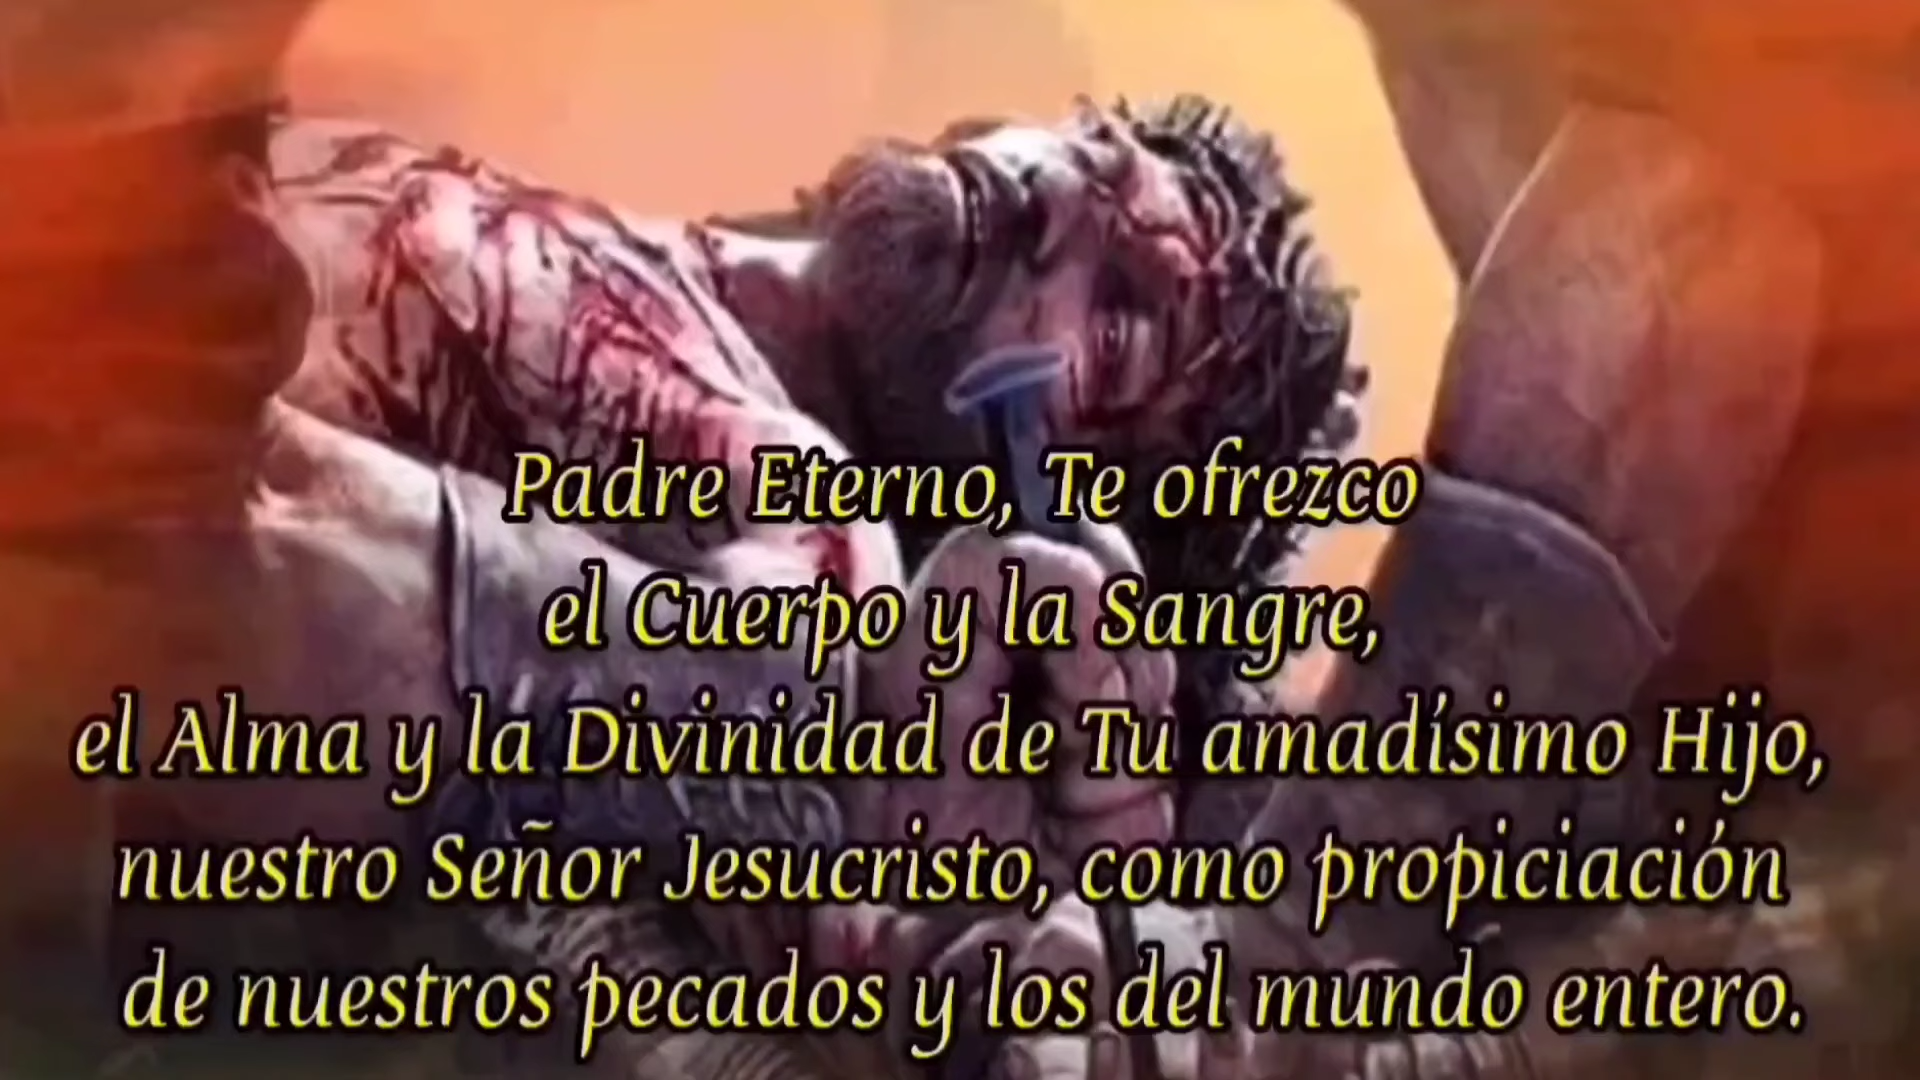 Padre Eterno, Te ofrezco
el Cuerpo y la Sangre,
el Alma y la Divinidad de Tu amadísimo Hijo,
nuestro Señor Jesucristo, como propiciación
de nuestros pecados y los del mundo entero.